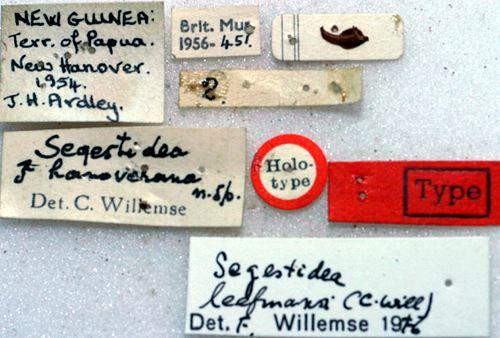 NEW GUINEA:
Terr. of Papua.
New Hanover.
1954.
J. H. Ardley.
Brit. Mus.
1956-451.
2
Segestidea
hanoverana
n. sp.
Det. C. Willemse
Holo-
type
Type
Segestidea
leefmansi (C. Will)
Det. F. Willemse 1976